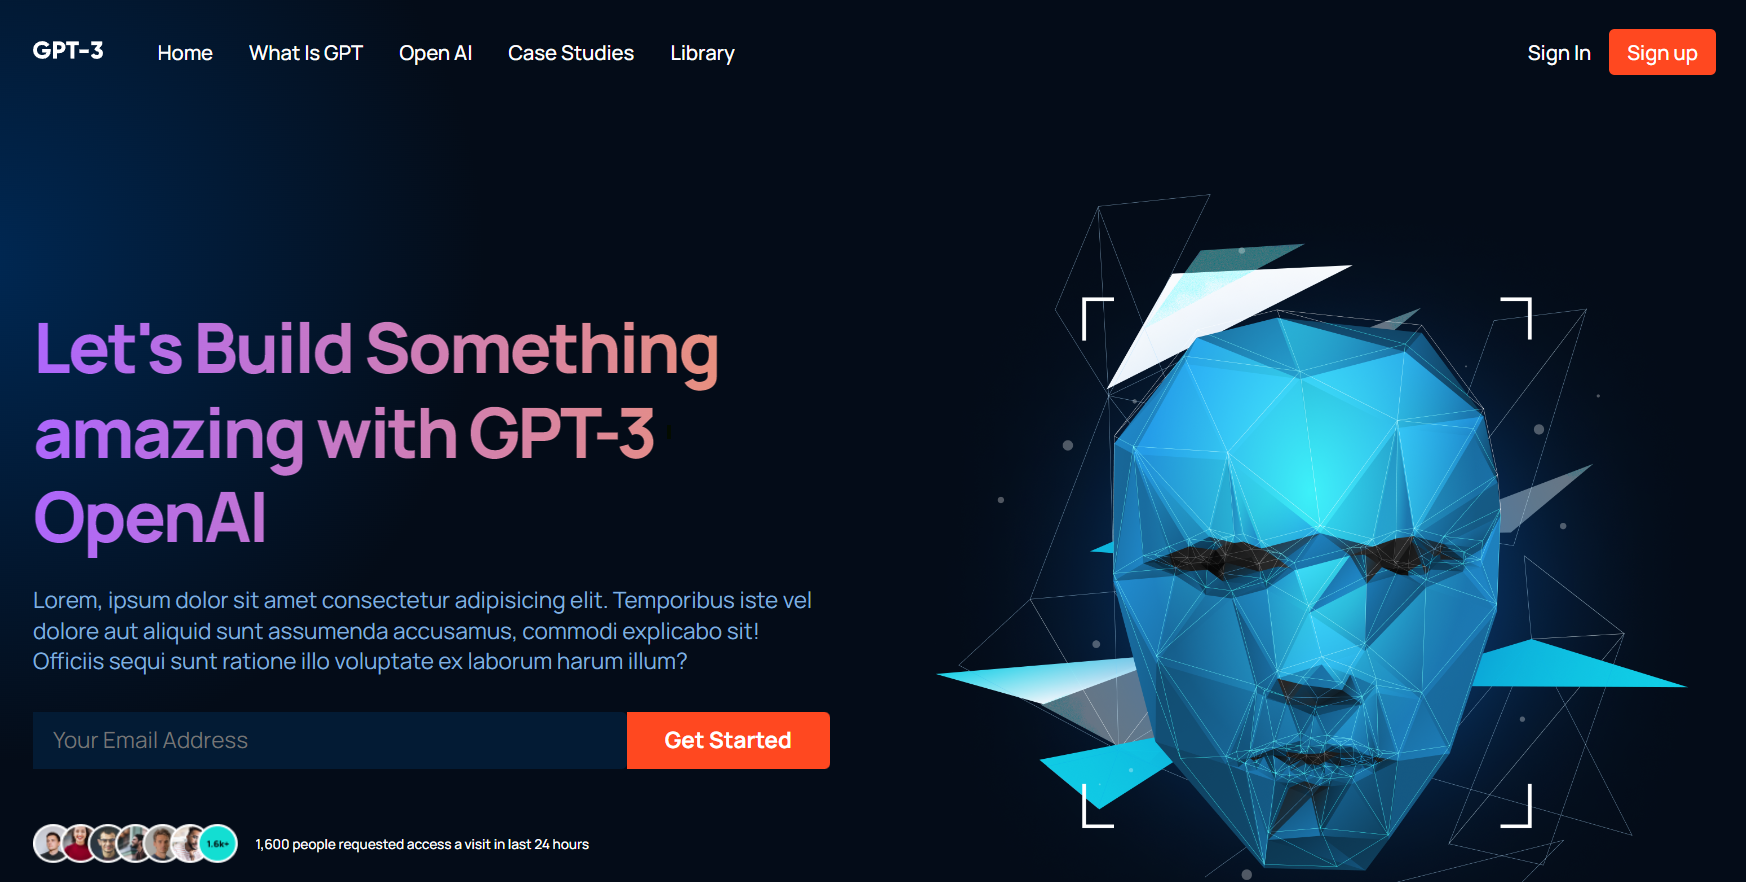 GPT-3 Home What Is GPT Open AI Case Studies Library Sign In Sign up
Let's Build Something
amazing with GPT-3
OpenAI
Lorem, ipsum dolor sit amet consectetur adipisicing elit. Temporibus iste vel
dolore aut aliquid sunt assumenda accusamus, commodi explicabo sit!
Officiis sequi sunt ratione illo voluptate ex laborum harum illum?
Your Email Address Get Started
1.6k+ 1,600 people requested access a visit in last 24 hours